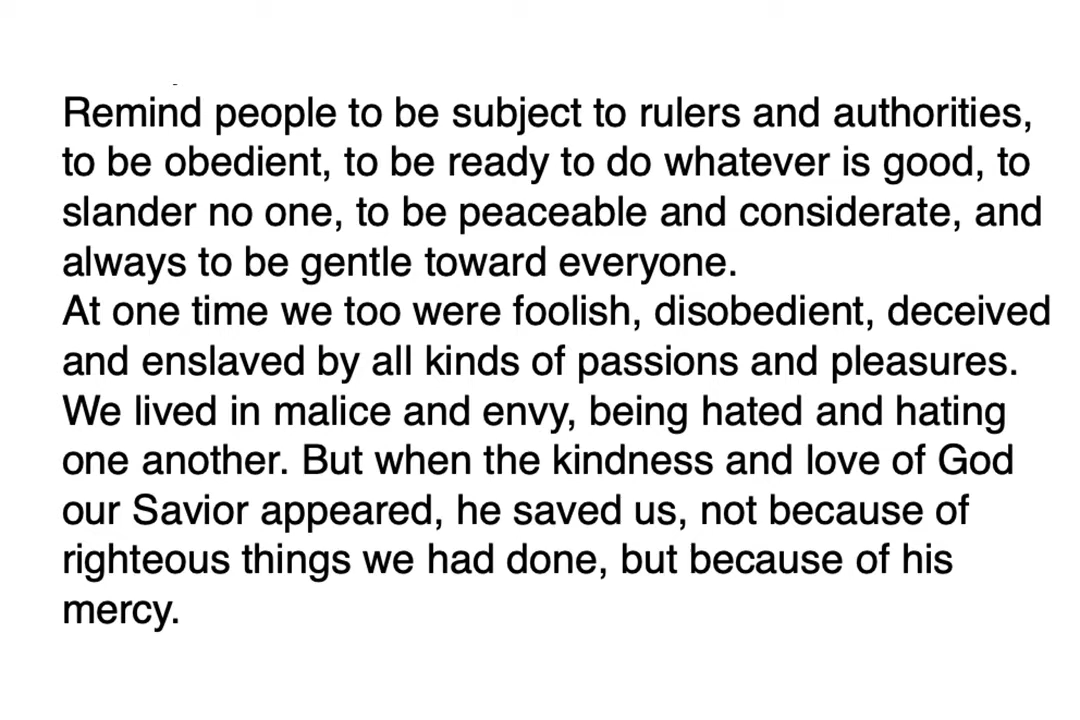 Remind people to be subject to rulers and authorities,
to be obedient, to be ready to do whatever is good, to
slander no one, to be peaceable and considerate, and
always to be gentle toward everyone.
At one time we too were foolish, disobedient, deceived
and enslaved by all kinds of passions and pleasures.
We lived in malice and envy, being hated and hating
one another. But when the kindness and love of God
our Savior appeared, he saved us, not because of
righteous things we had done, but because of his
mercy.